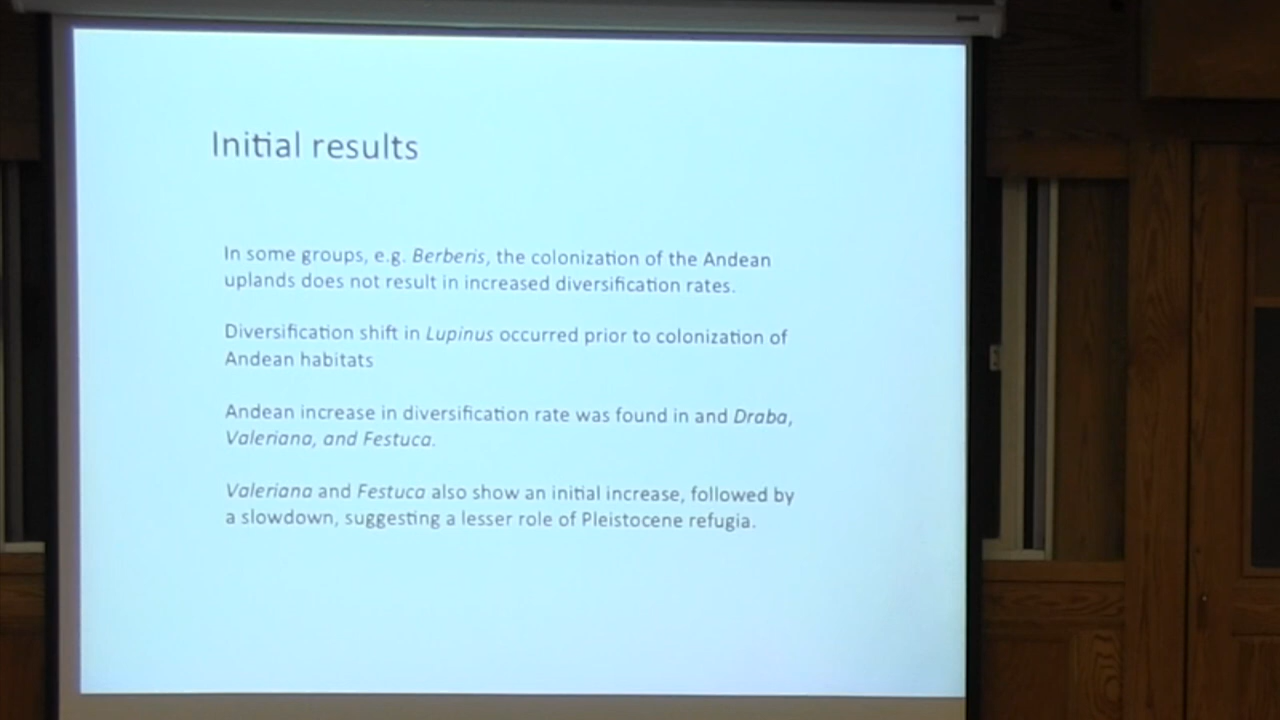 Initial results
In some groups, e.g. Berberis, the colonization of the Andean
uplands does not result in increased diversification rates.
Diversification shift in Lupinus occurred prior to colonization of
Andean habitats
Andean increase in diversification rate was found in and Draba,
Valeriana, and Festuca.
Valeriana and Festuca also show an initial increase, followed by
a slowdown, suggesting a lesser role of Pleistocene refugia.